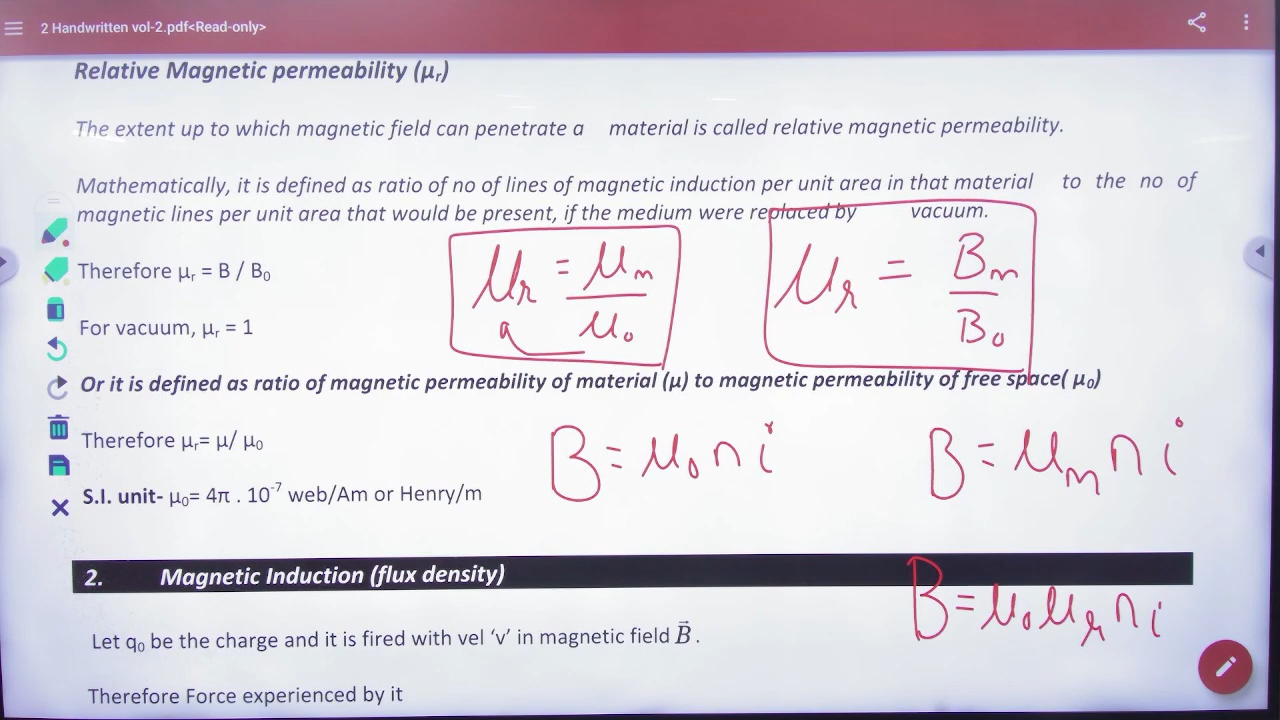 2 Handwritten vol-2.pdf<Read-only>
Relative Magnetic permeability (μᵣ)
The extent up to which magnetic field can penetrate a material is called relative magnetic permeability.
Mathematically, it is defined as ratio of no of lines of magnetic induction per unit area in that material to the no of
magnetic lines per unit area that would be present, if the medium were replaced by vacuum.
Therefore μᵣ = B / B₀
μᵣ = μₘ / μ₀
μᵣ = Bₘ / B₀
For vacuum, μᵣ = 1
Or it is defined as ratio of magnetic permeability of material (μ) to magnetic permeability of free space( μ₀)
Therefore μᵣ= μ/ μ₀
B = μ₀ n i
B = μₘ n i
S.I. unit- μ₀= 4π . 10⁻⁷ web/Am or Henry/m
2. Magnetic Induction (flux density)
B = μ₀ μᵣ n i
Let q₀ be the charge and it is fired with vel ‘v’ in magnetic field B⃗ .
Therefore Force experienced by it